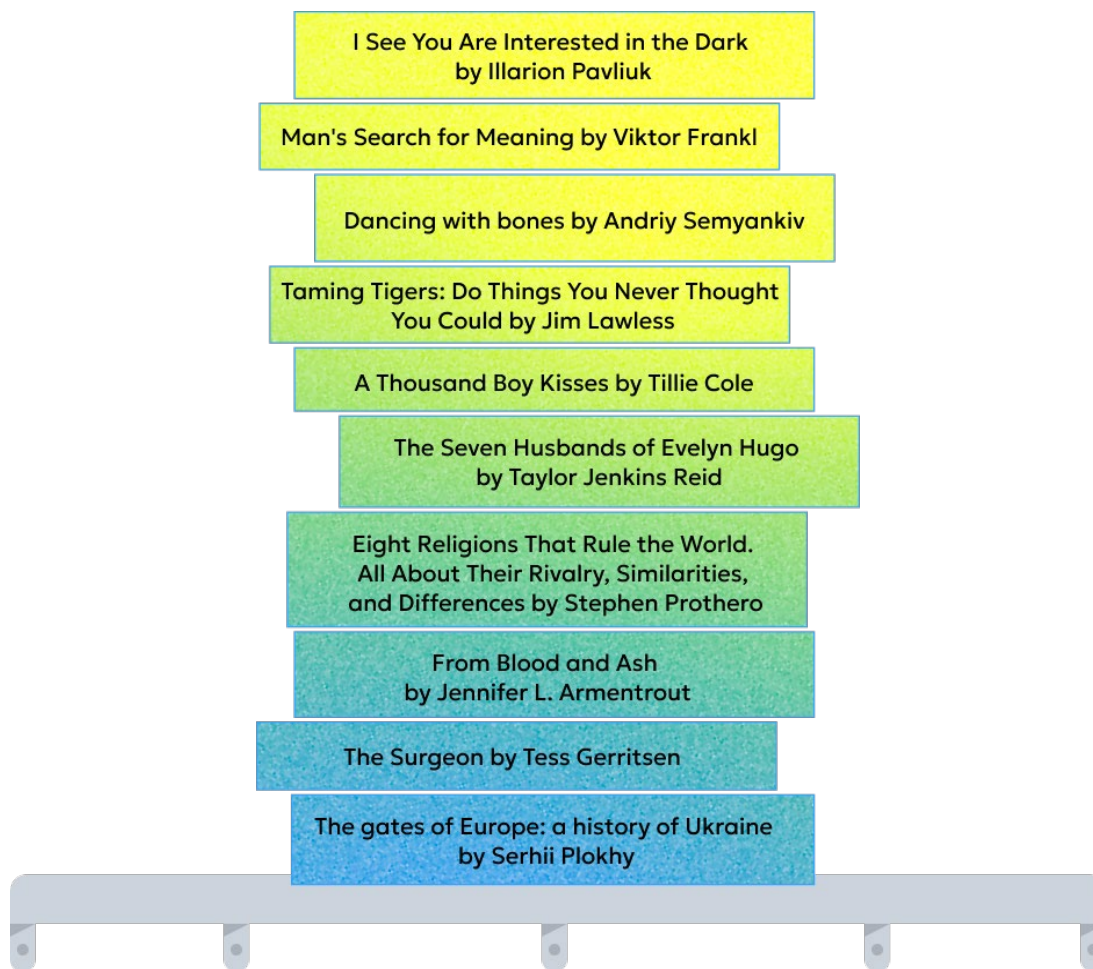 I See You Are Interested in the Dark
by Illarion Pavliuk
Man's Search for Meaning by Viktor Frankl
Dancing with bones by Andriy Semyankiv
Taming Tigers: Do Things You Never Thought
You Could by Jim Lawless
A Thousand Boy Kisses by Tillie Cole
The Seven Husbands of Evelyn Hugo
by Taylor Jenkins Reid
Eight Religions That Rule the World.
All About Their Rivalry, Similarities,
and Differences by Stephen Prothero
From Blood and Ash
by Jennifer L. Armentrout
The Surgeon by Tess Gerritsen
The gates of Europe: a history of Ukraine
by Serhii Plokhy